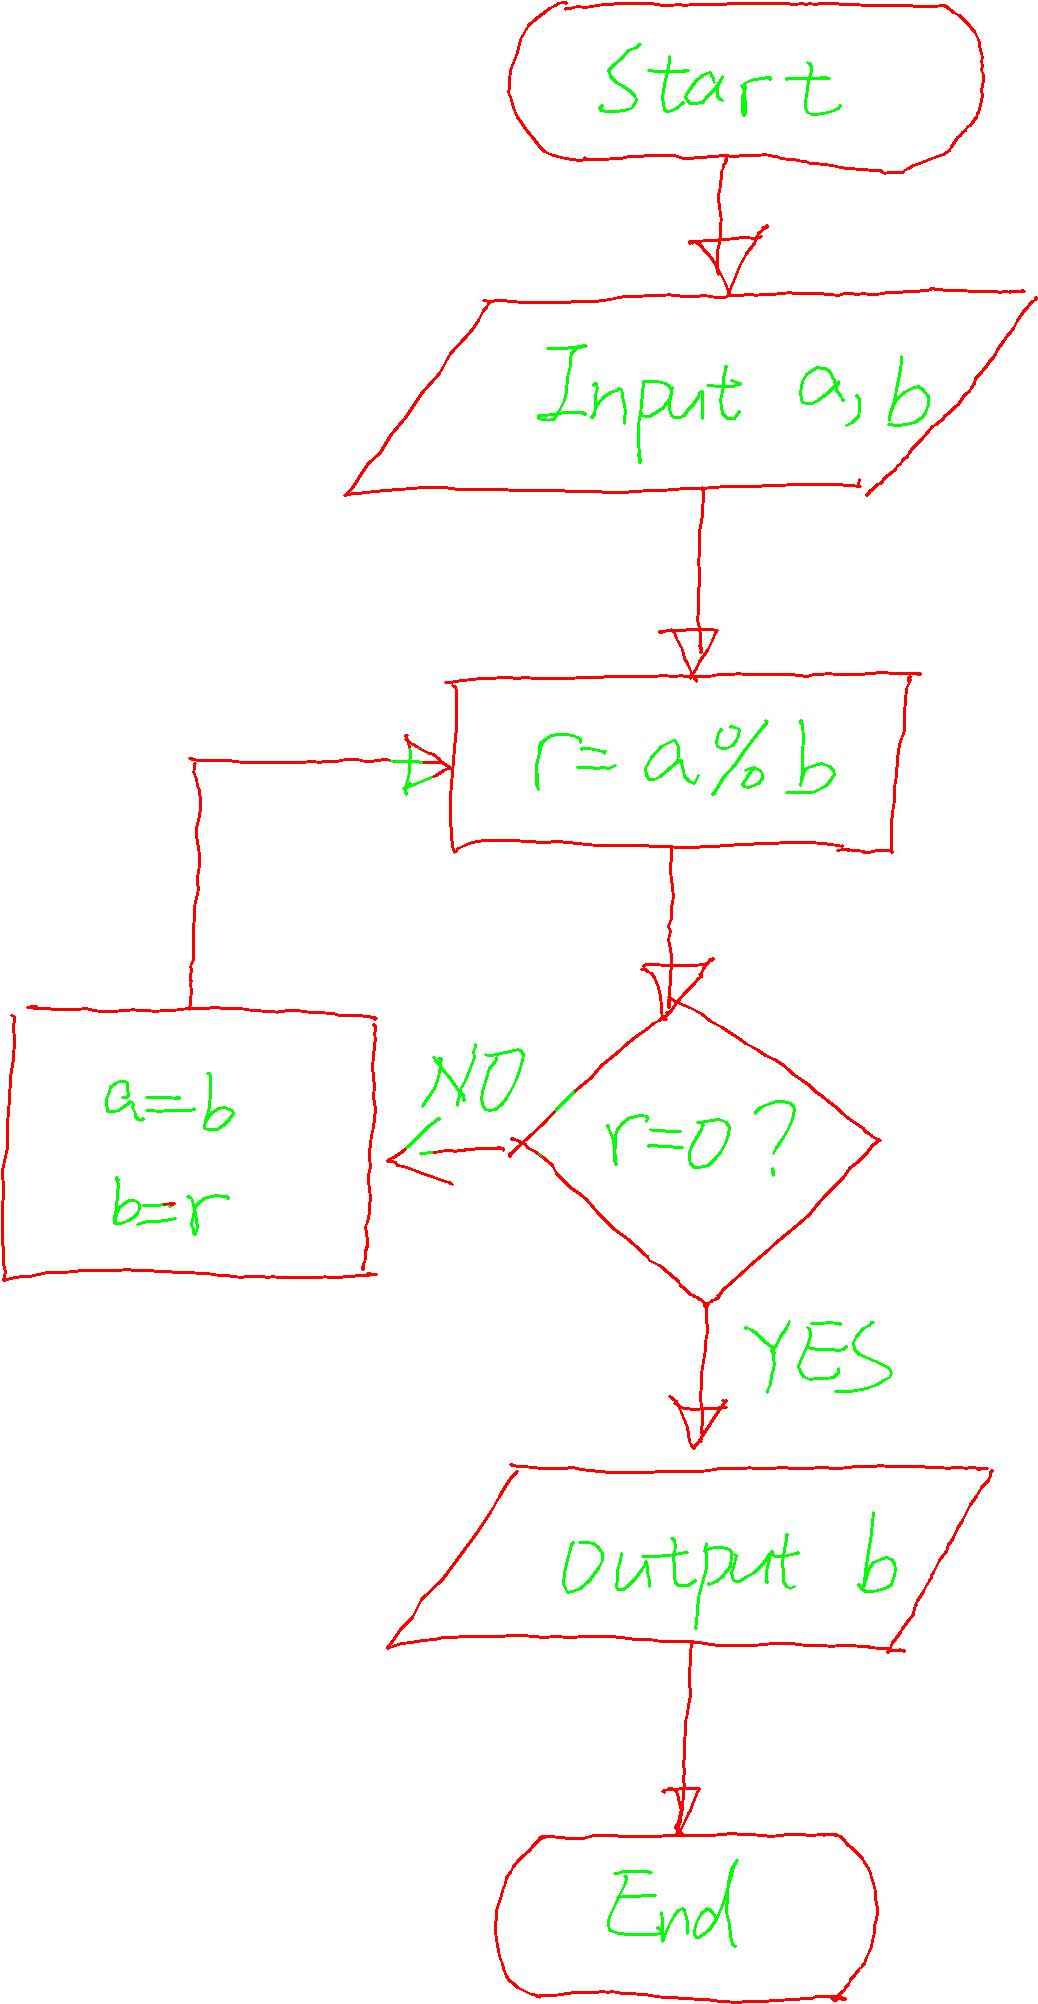 Start
Input a, b
r=a%b
r=0?
NO
a=b
b=r
YES
Output b
End